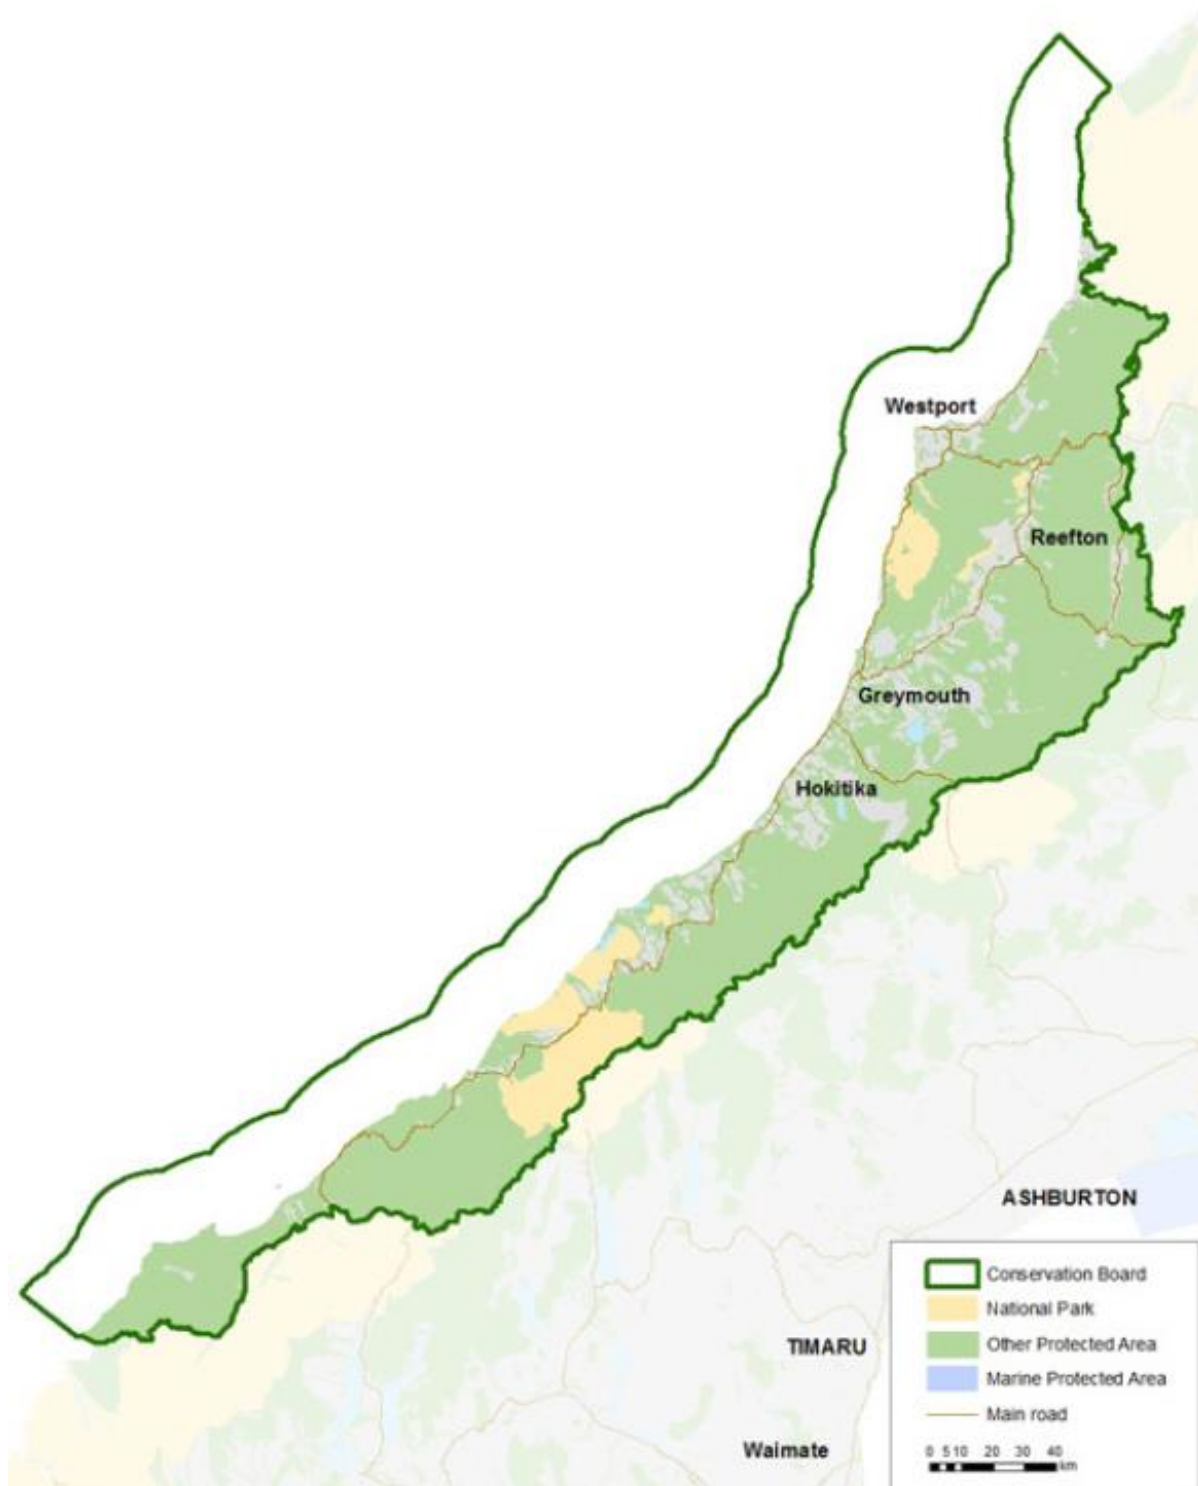 Westport
Reefton
Greymouth
Hokitika
ASHBURTON
TIMARU
Waimate
Conservation Board
National Park
Other Protected Area
Marine Protected Area
Main road
0 5 10 20 30 40
km